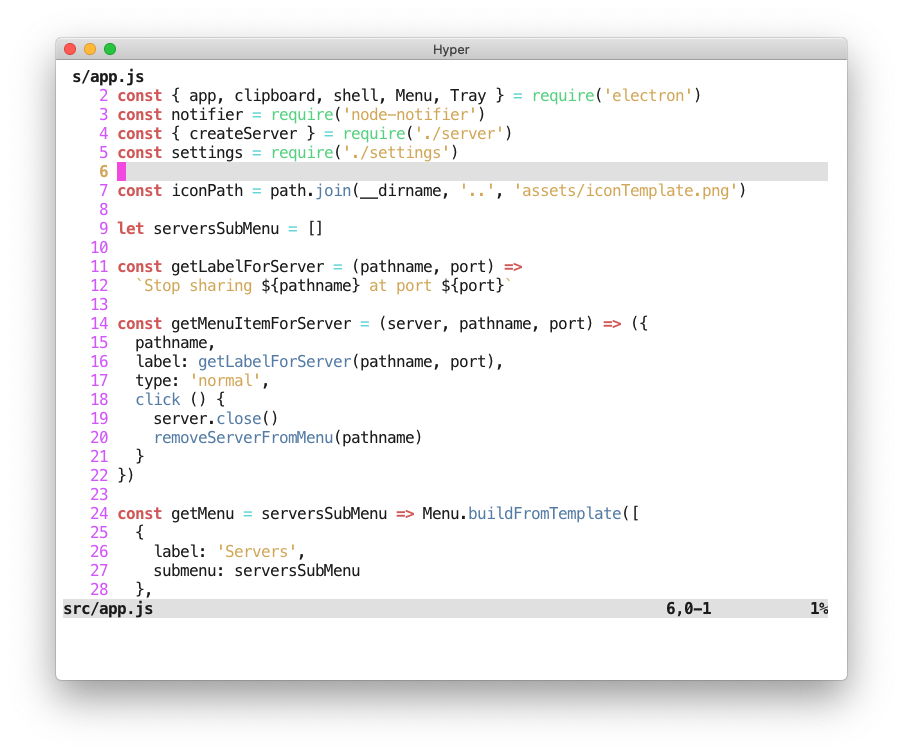 Hyper
s/app.js
2 const { app, clipboard, shell, Menu, Tray } = require('electron')
3 const notifier = require('node-notifier')
4 const { createServer } = require('./server')
5 const settings = require('./settings')
6
7 const iconPath = path.join(__dirname, '..', 'assets/iconTemplate.png')
8
9 let serversSubMenu = []
10
11 const getLabelForServer = (pathname, port) =>
12   `Stop sharing ${pathname} at port ${port}`
13
14 const getMenuItemForServer = (server, pathname, port) => ({
15   pathname,
16   label: getLabelForServer(pathname, port),
17   type: 'normal',
18   click () {
19     server.close()
20     removeServerFromMenu(pathname)
21   }
22 })
23
24 const getMenu = serversSubMenu => Menu.buildFromTemplate([
25   {
26     label: 'Servers',
27     submenu: serversSubMenu
28   },
src/app.js 6,0-1 1%